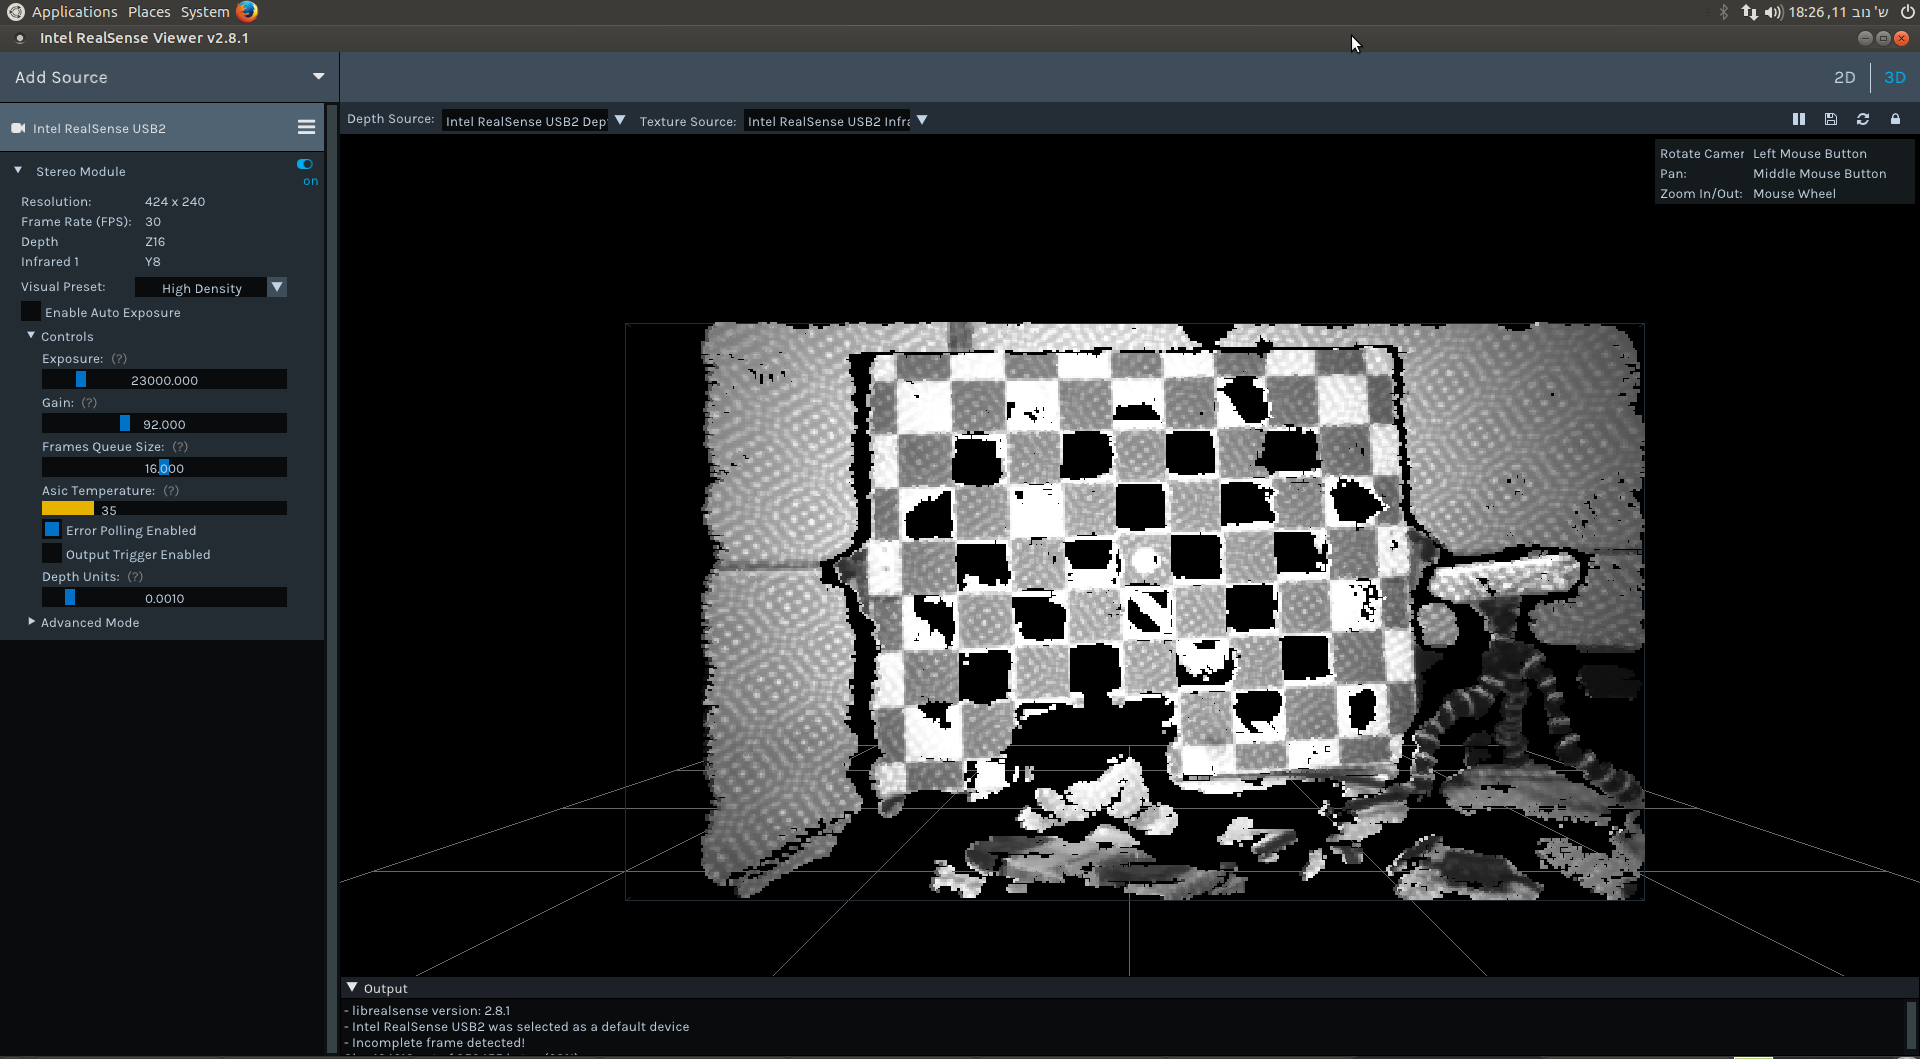 Applications Places System
18:26 ,11 ש' נוב
Intel RealSense Viewer v2.8.1
Add Source
2D 3D
Intel RealSense USB2
Depth Source: Intel RealSense USB2 Dep Texture Source: Intel RealSense USB2 Infra
Rotate Camer Left Mouse Button
Pan: Middle Mouse Button
Zoom In/Out: Mouse Wheel
Stereo Module
on
Resolution: 424 x 240
Frame Rate (FPS): 30
Depth Z16
Infrared 1 Y8
Visual Preset: High Density
Enable Auto Exposure
Controls
Exposure: (?)
23000.000
Gain: (?)
92.000
Frames Queue Size: (?)
16.000
Asic Temperature: (?)
35
Error Polling Enabled
Output Trigger Enabled
Depth Units: (?)
0.0010
Advanced Mode
Output
- librealsense version: 2.8.1
- Intel RealSense USB2 was selected as a default device
- Incomplete frame detected!